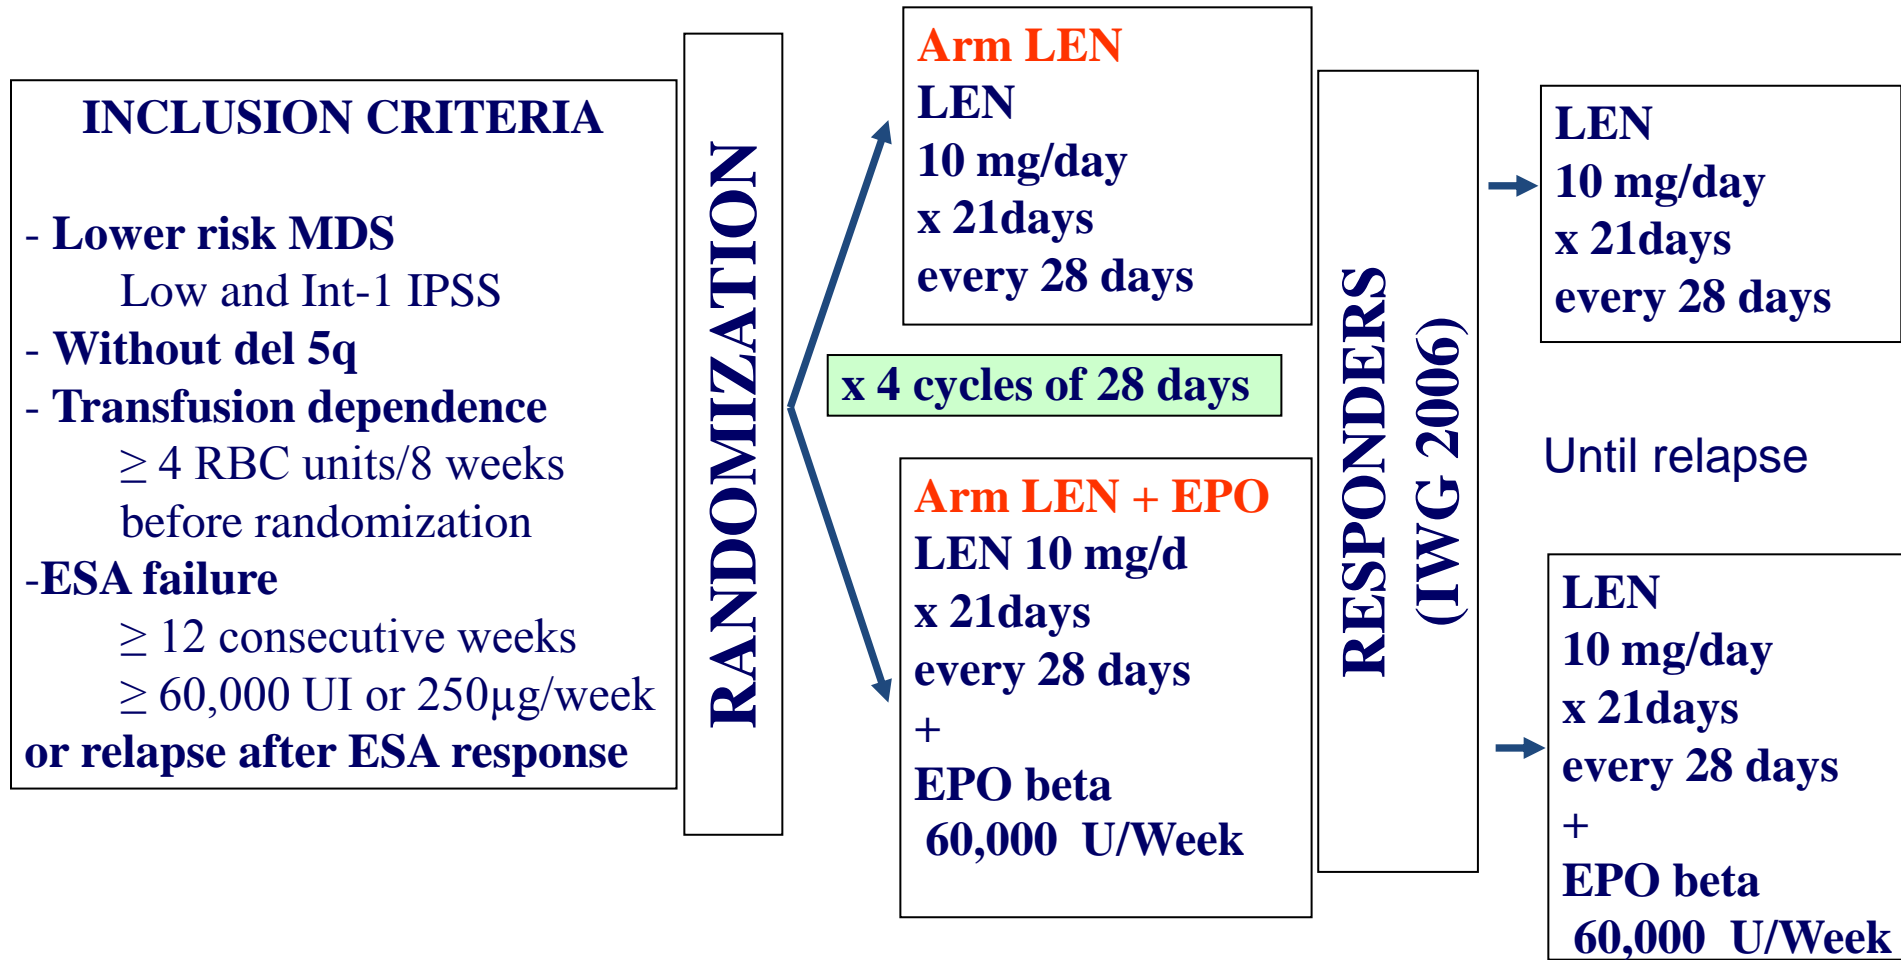 INCLUSION CRITERIA
- Lower risk MDS
Low and Int-1 IPSS
- Without del 5q
- Transfusion dependence
≥ 4 RBC units/8 weeks
before randomization
-ESA failure
≥ 12 consecutive weeks
≥ 60,000 UI or 250µg/week
or relapse after ESA response
RANDOMIZATION
Arm LEN
LEN
10 mg/day
x 21days
every 28 days
x 4 cycles of 28 days
Arm LEN + EPO
LEN 10 mg/d
x 21days
every 28 days
+
EPO beta
60,000 U/Week
RESPONDERS
(IWG 2006)
LEN
10 mg/day
x 21days
every 28 days
Until relapse
LEN
10 mg/day
x 21days
every 28 days
+
EPO beta
60,000 U/Week